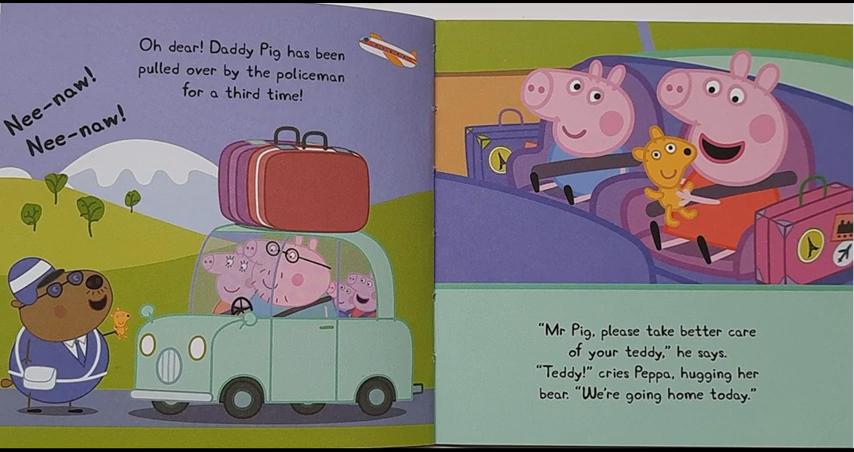 Oh dear! Daddy Pig has been
pulled over by the policeman
for a third time!
Nee-naw!
Nee-naw!
"Mr Pig, please take better care
of your teddy," he says.
"Teddy!" cries Peppa, hugging her
bear. "We're going home today."